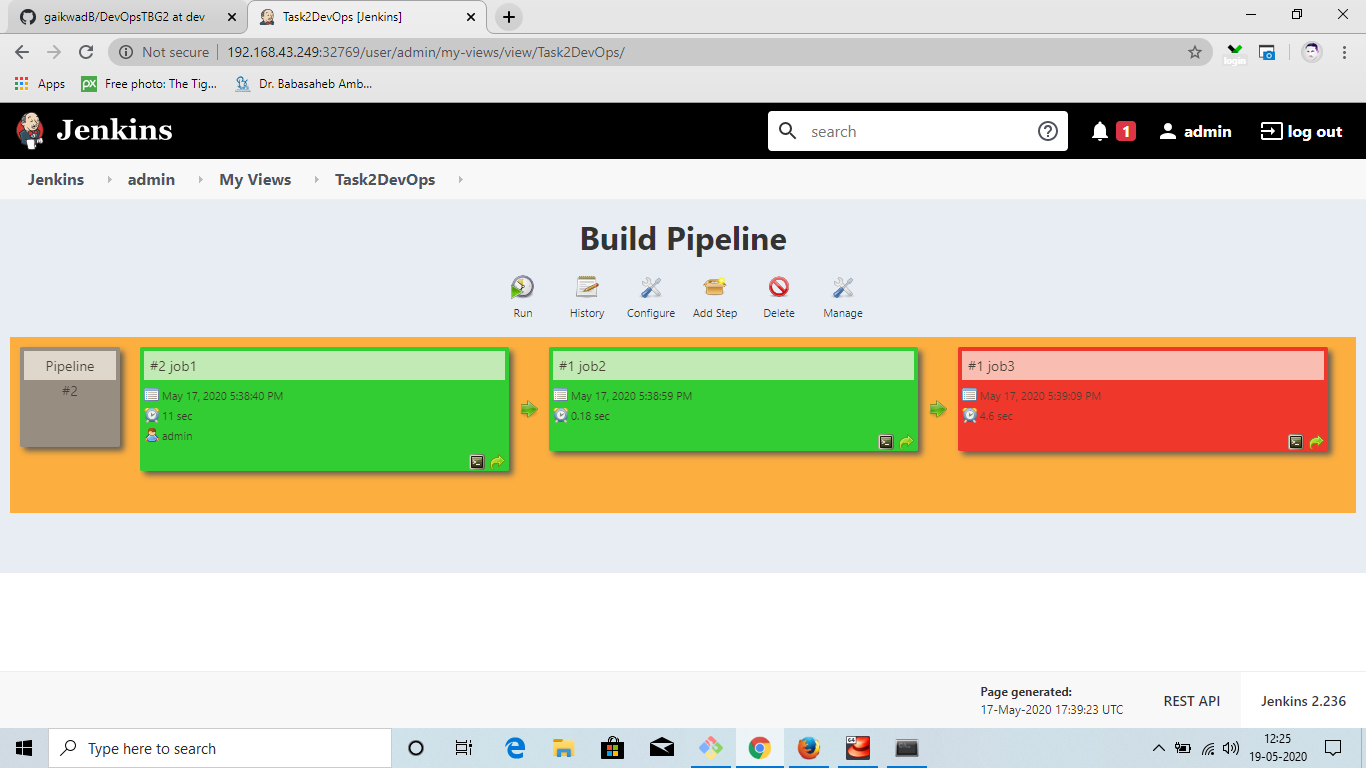 gaikwadB/DevOpsTBG2 at dev
Task2DevOps [Jenkins]
Not secure
192.168.43.249:32769/user/admin/my-views/view/Task2DevOps/
login
Apps
px
Free photo: The Tig...
Dr. Babasaheb Amb...
Jenkins
search
1
admin
log out
Jenkins
admin
My Views
Task2DevOps
Build Pipeline
Run
History
Configure
Add Step
Delete
Manage
Pipeline
#2
#2 job1
May 17, 2020 5:38:40 PM
11 sec
admin
#1 job2
May 17, 2020 5:38:59 PM
0.18 sec
#1 job3
May 17, 2020 5:39:09 PM
4.6 sec
Page generated:
17-May-2020 17:39:23 UTC
REST API
Jenkins 2.236
Type here to search
64
12:25
19-05-2020